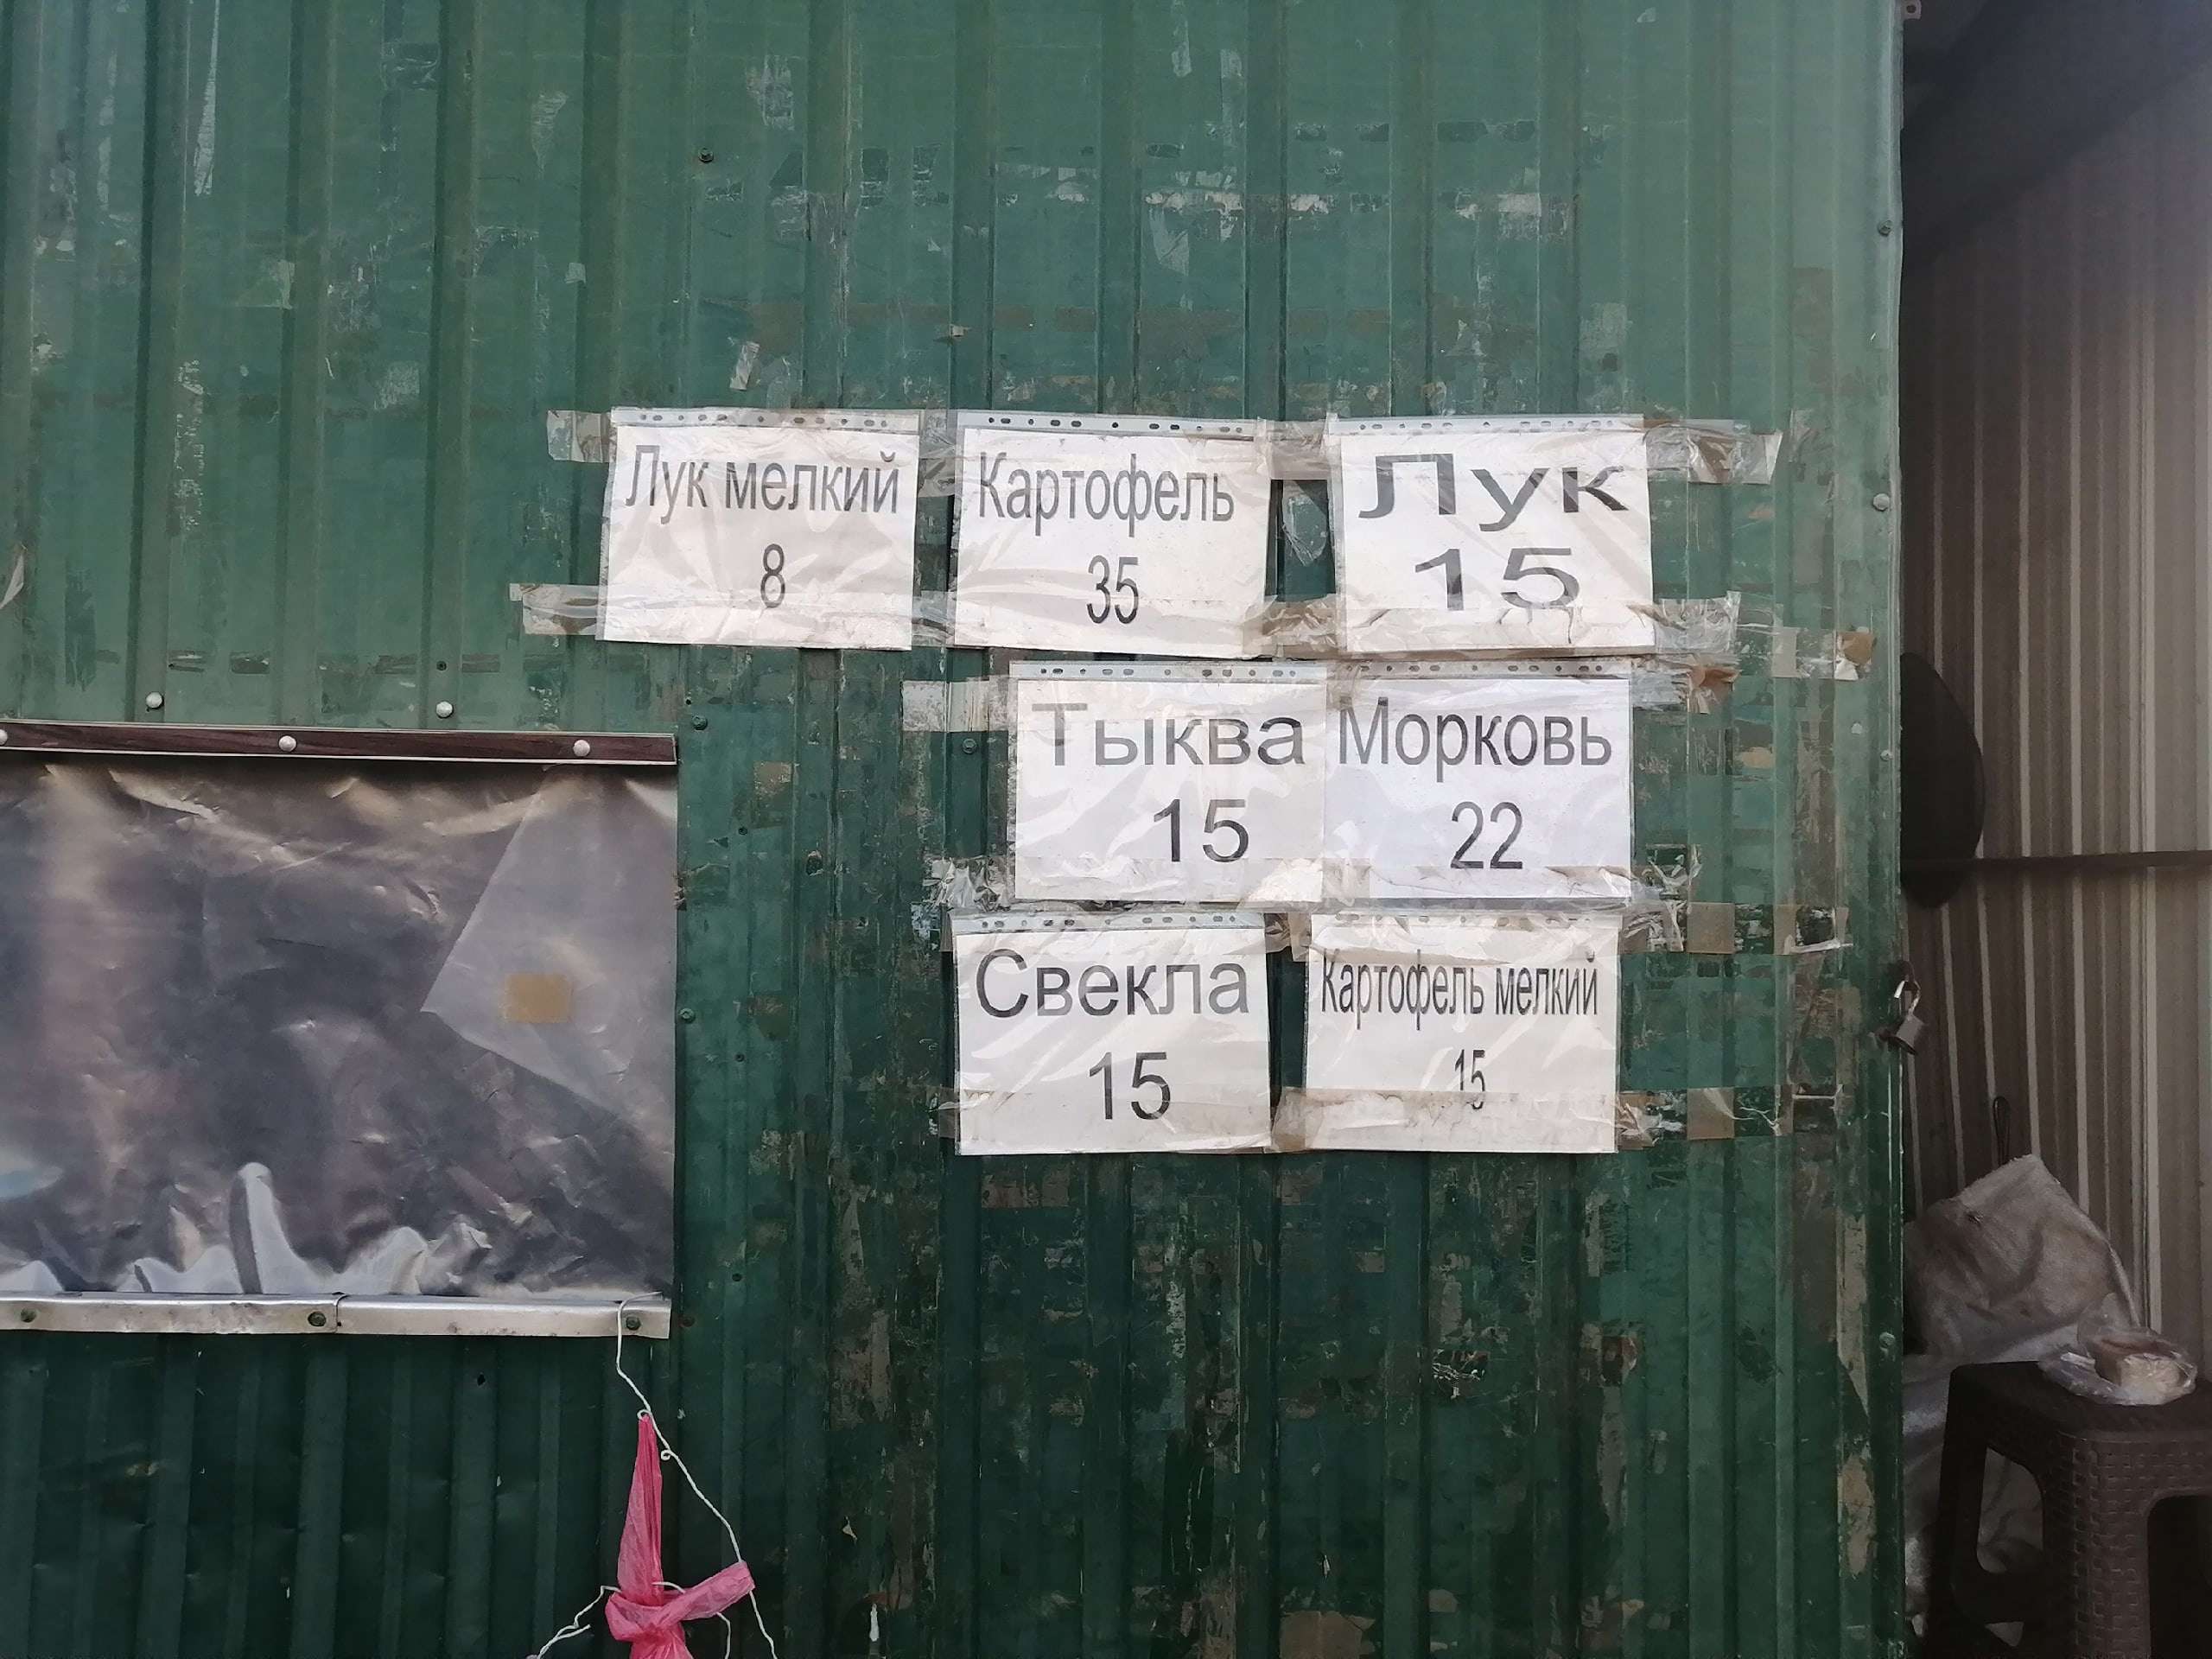 Лук мелкий
8
Картофель
35
Лук
15
Тыква
15
Морковь
22
Свекла
15
Картофель мелкий
15